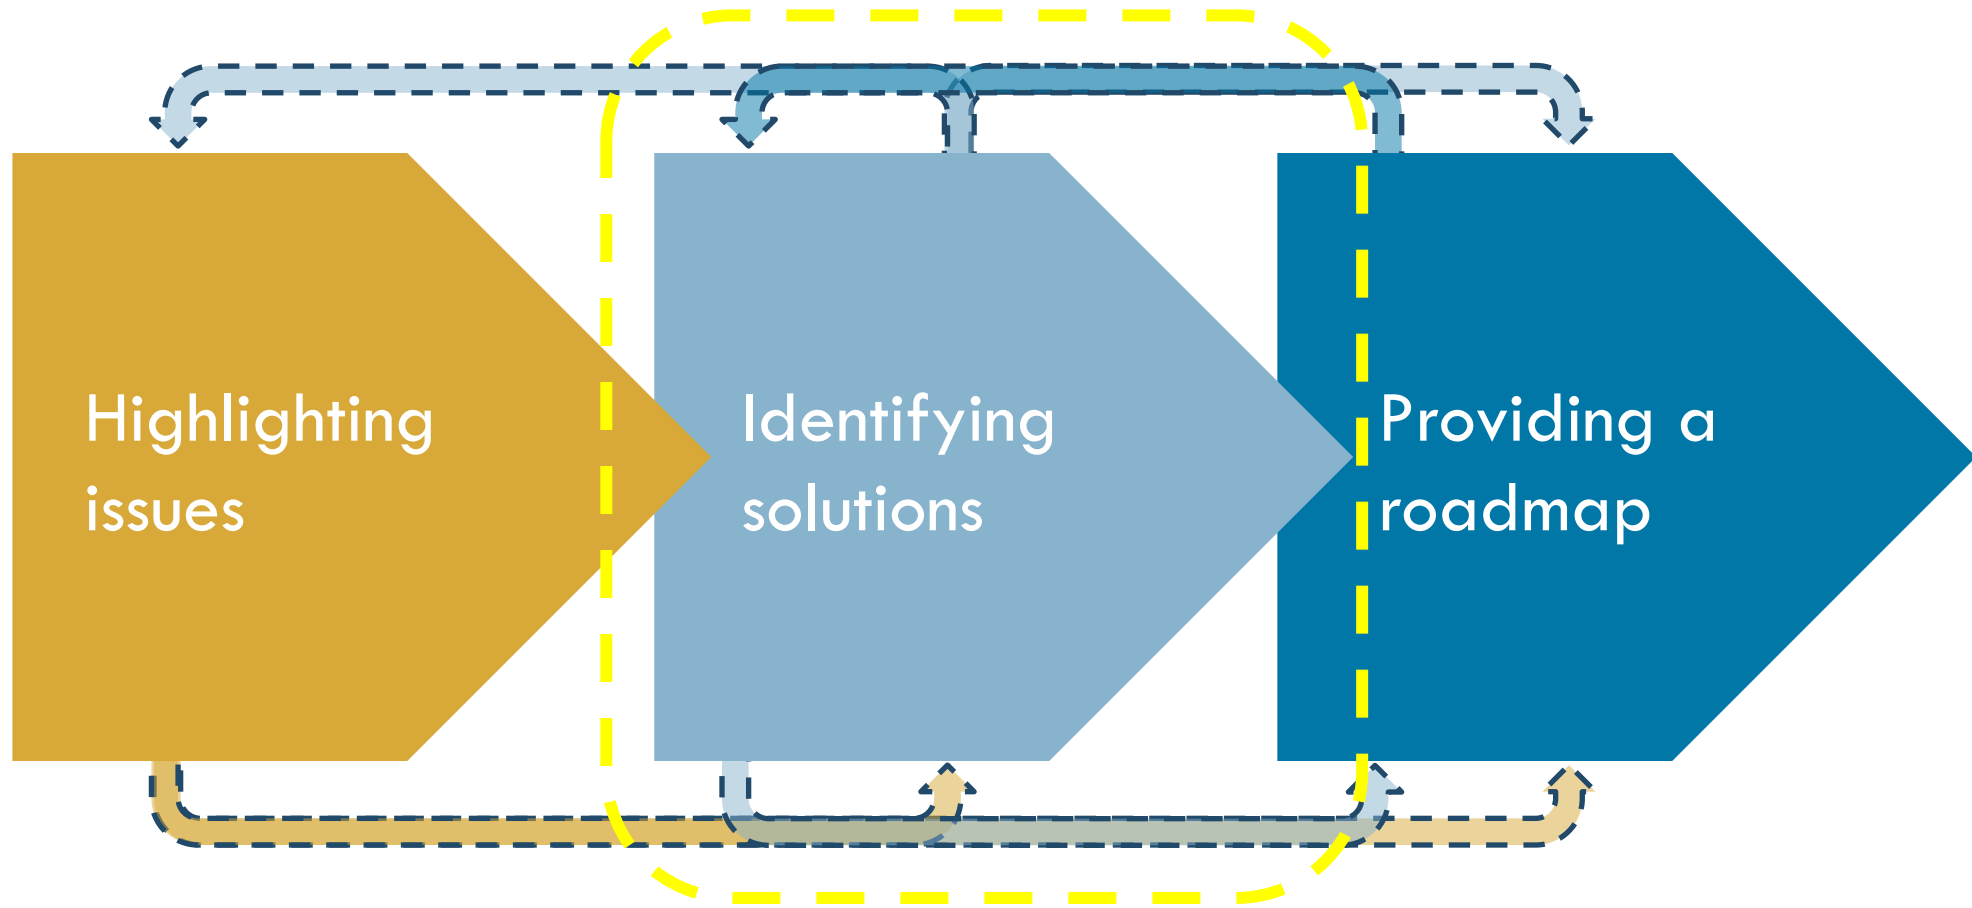 Highlighting
issues
Identifying
solutions
Providing a
roadmap